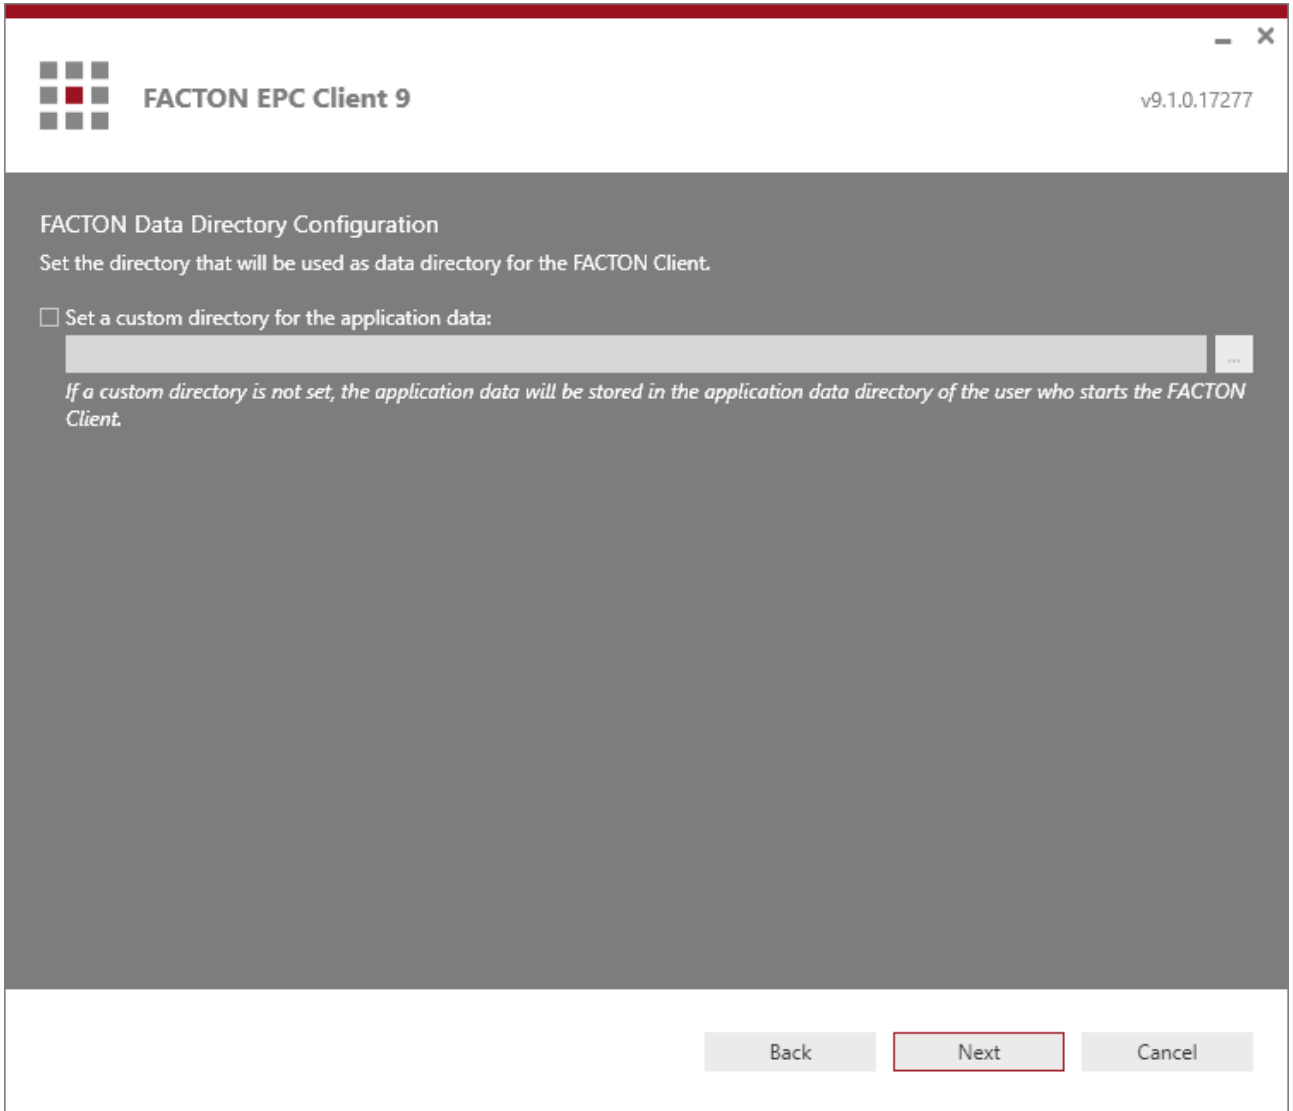 FACTON EPC Client 9
v9.1.0.17277
FACTON Data Directory Configuration
Set the directory that will be used as data directory for the FACTON Client.
Set a custom directory for the application data:
...
If a custom directory is not set, the application data will be stored in the application data directory of the user who starts the FACTON
Client.
Back
Next
Cancel